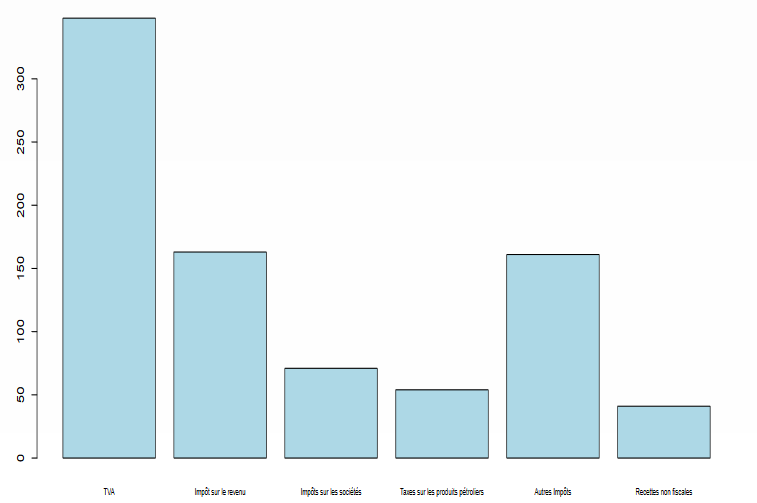 300
250
200
150
100
50
0
TVA
Impôt sur le revenu
Impôts sur les sociétés
Taxes sur les produits pétroliers
Autres Impôts
Recettes non fiscales